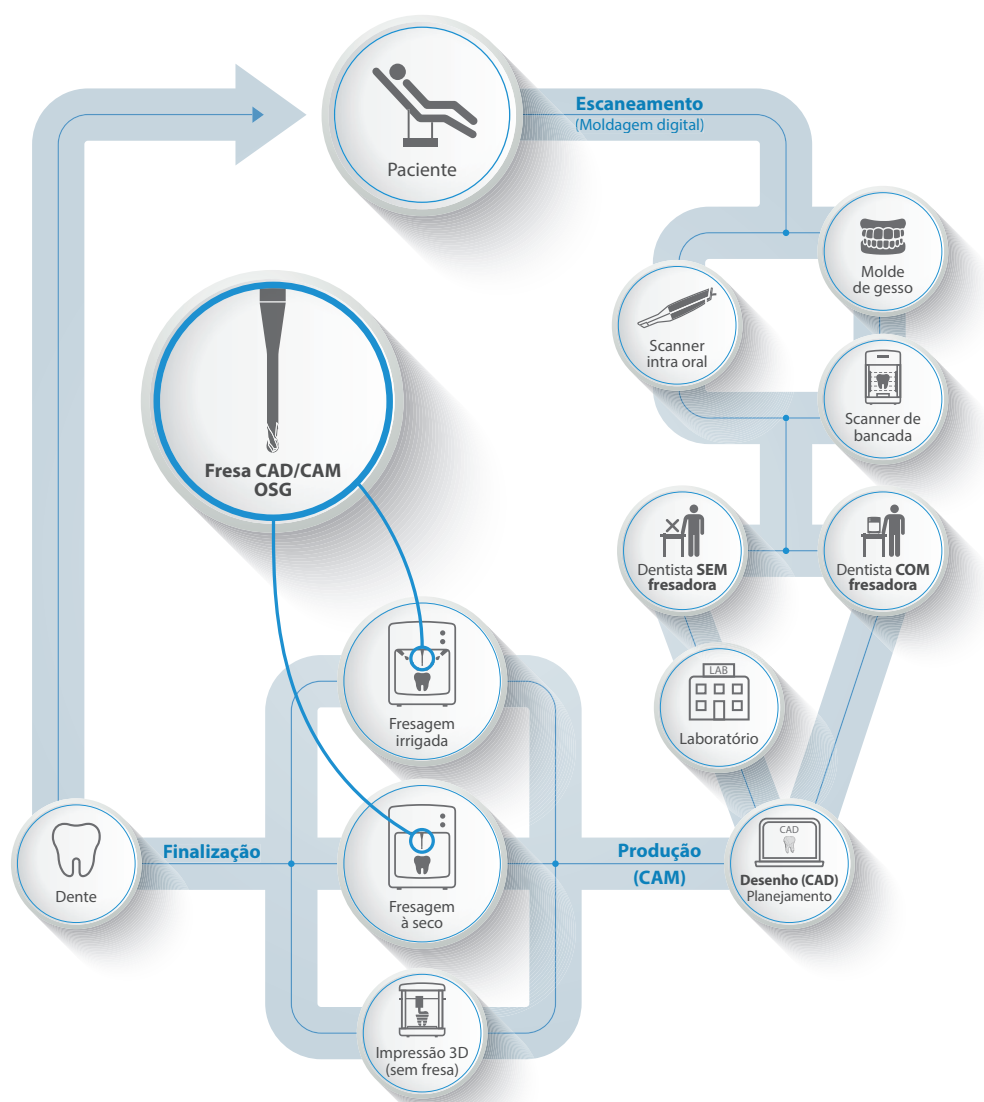 Paciente
Escaneamento
(Moldagem digital)
Molde
de gesso
Scanner
intra oral
Scanner de
bancada
Fresa CAD/CAM
OSG
Dentista SEM
fresadora
Dentista COM
fresadora
LAB
Laboratório
CAD
Desenho (CAD)
Planejamento
Produção
(CAM)
Fresagem
irrigada
Fresagem
à seco
Impressão 3D
(sem fresa)
Finalização
Dente